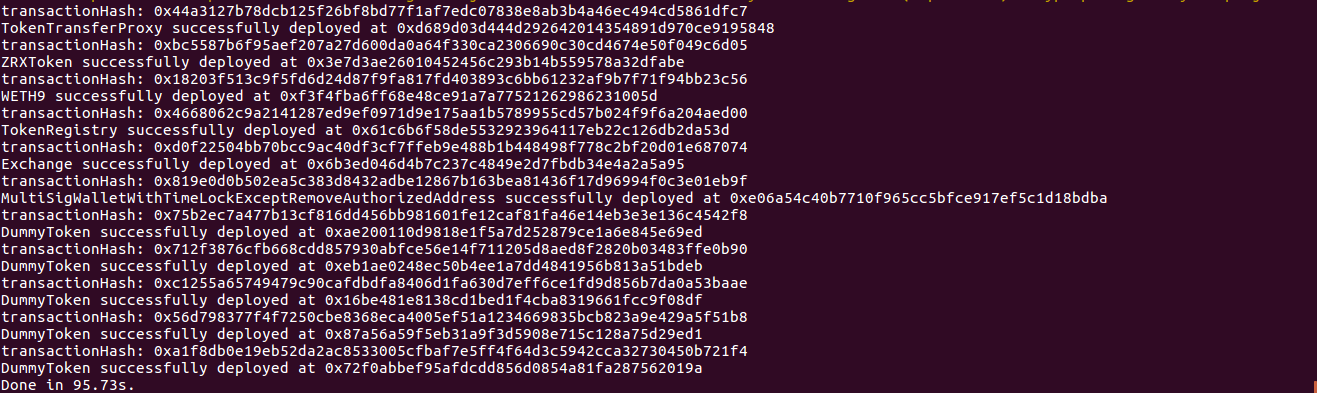 transactionHash: 0x44a3127b78dcb125f26bf8bd77f1af7edc07838e8ab3b4a46ec494cd5861dfc7
TokenTransferProxy successfully deployed at 0xd689d03d444d292642014354891d970ce9195848
transactionHash: 0xbc5587b6f95aef207a27d600da0a64f330ca2306690c30cd4674e50f049c6d05
ZRXToken successfully deployed at 0x3e7d3ae26010452456c293b14b559578a32dfabe
transactionHash: 0x18203f513c9f5fd6d24d87f9fa817fd403893c6bb61232af9b7f71f94bb23c56
WETH9 successfully deployed at 0xf3f4fba6ff68e48ce91a7a77521262986231005d
transactionHash: 0x4668062c9a2141287ed9ef0971d9e175aa1b5789955cd57b024f9f6a204aed00
TokenRegistry successfully deployed at 0x61c6b6f58de5532923964117eb22c126db2da53d
transactionHash: 0xd0f22504bb70bcc9ac40df3cf7ffeb9e488b1b448498f778c2bf20d01e687074
Exchange successfully deployed at 0x6b3ed046d4b7c237c4849e2d7fbdb34e4a2a5a95
transactionHash: 0x819e0d0b502ea5c383d8432adbe12867b163bea81436f17d96994f0c3e01eb9f
MultiSigWalletWithTimeLockExceptRemoveAuthorizedAddress successfully deployed at 0xe06a54c40b7710f965cc5bfce917ef5c1d18bdba
transactionHash: 0x75b2ec7a477b13cf816dd456bb981601fe12caf81fa46e14eb3e3e136c4542f8
DummyToken successfully deployed at 0xae200110d9818e1f5a7d252879ce1a6e845e69ed
transactionHash: 0x712f3876cfb668cdd857930abfce56e14f711205d8aed8f2820b03483ffe0b90
DummyToken successfully deployed at 0xeb1ae0248ec50b4ee1a7dd4841956b813a51bdeb
transactionHash: 0xc1255a65749479c90cafdbdfa8406d1fa630d7eff6ce1fd9d856b7da0a53baae
DummyToken successfully deployed at 0x16be481e8138cd1bed1f4cba8319661fcc9f08df
transactionHash: 0x56d798377f4f7250cbe8368eca4005ef51a1234669835bcb823a9e429a5f51b8
DummyToken successfully deployed at 0x87a56a59f5eb31a9f3d5908e715c128a75d29ed1
transactionHash: 0xa1f8db0e19eb52da2ac8533005cfbaf7e5ff4f64d3c5942cca32730450b721f4
DummyToken successfully deployed at 0x72f0abbef95afdcdd856d0854a81fa287562019a
Done in 95.73s.